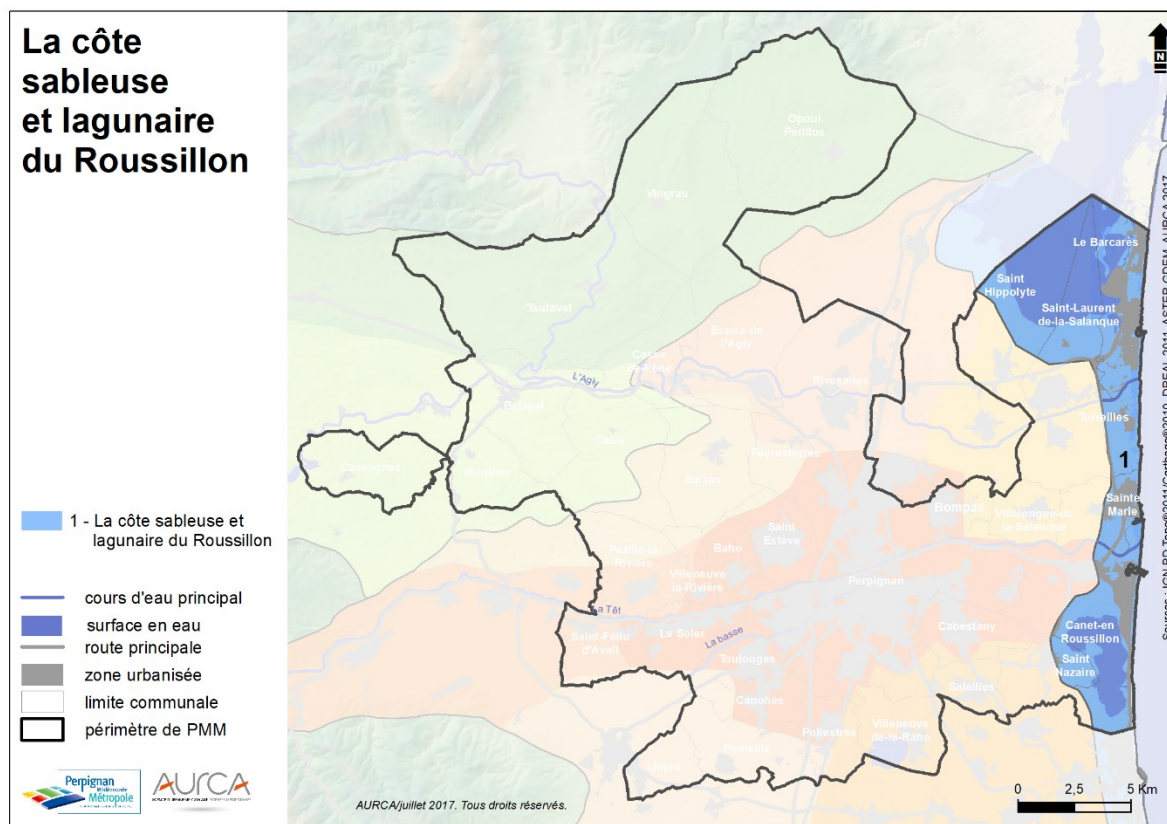 La côte
sableuse
et lagunaire
du Roussillon
1 - La côte sableuse et
lagunaire du Roussillon
cours d'eau principal
surface en eau
route principale
zone urbanisée
limite communale
périmètre de PMM
Perpignan
Méditerranée
Métropole
AURCA
AURCA/juillet 2017. Tous droits réservés.
N
Opoul
Périllos
Vingrau
Le Barcarès
Saint
Hippolyte
Saint-Laurent
de-la-Salanque
Tautavel
Espira-de
l'Agly
Cases
de-Pène
L'Agly
Rivesaltes
Estagel
Torreilles
Calce
Cassagnes
Montner
Peyrestortes
Baixas
1
Sainte
Marie
Bompas
Villelongue-de
la-Salanque
Saint
Estève
Pézilla-la
Rivière
Baho
Villeneuve
la-Rivière
Perpignan
La Têt
Saint-Féliu
d'Avall
Le Soler
La basse
Cabestany
Canet-en
Roussillon
Toulouges
Saint
Nazaire
Saleilles
Canohès
Pollestres
Villeneuve
de-la-Raho
Ponteilla
Llupia
0 2,5 5 Km